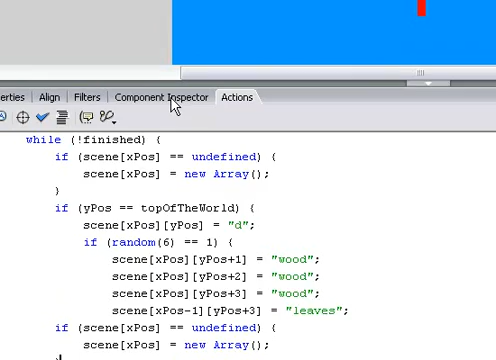 erties Align Filters Component Inspector Actions
while (!finished) {
if (scene[xPos] == undefined) {
scene[xPos] = new Array();
}
if (yPos == topOfTheWorld) {
scene[xPos][yPos] = "d";
if (random(6) == 1) {
scene[xPos][yPos+1] = "wood";
scene[xPos][yPos+2] = "wood";
scene[xPos][yPos+3] = "wood";
scene[xPos-1][yPos+3] = "leaves";
if (scene[xPos] == undefined) {
scene[xPos] = new Array();
}